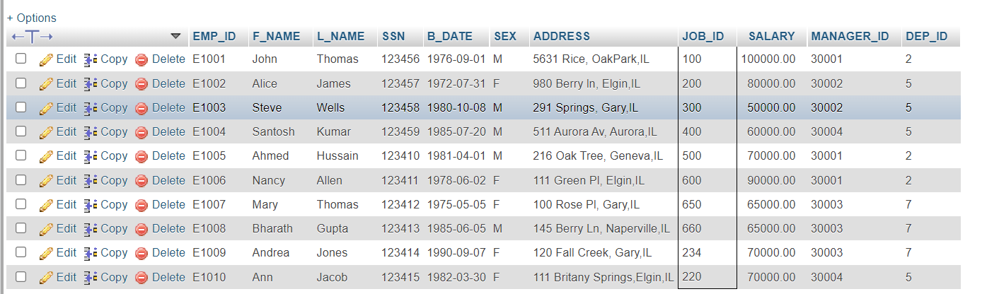 + Options
←T→ EMP_ID F_NAME L_NAME SSN B_DATE SEX ADDRESS JOB_ID SALARY MANAGER_ID DEP_ID
Edit Copy Delete E1001 John Thomas 123456 1976-09-01 M 5631 Rice, OakPark,IL 100 100000.00 30001 2
Edit Copy Delete E1002 Alice James 123457 1972-07-31 F 980 Berry ln, Elgin,IL 200 80000.00 30002 5
Edit Copy Delete E1003 Steve Wells 123458 1980-10-08 M 291 Springs, Gary,IL 300 50000.00 30002 5
Edit Copy Delete E1004 Santosh Kumar 123459 1985-07-20 M 511 Aurora Av, Aurora,IL 400 60000.00 30004 5
Edit Copy Delete E1005 Ahmed Hussain 123410 1981-04-01 M 216 Oak Tree, Geneva,IL 500 70000.00 30001 2
Edit Copy Delete E1006 Nancy Allen 123411 1978-06-02 F 111 Green Pl, Elgin,IL 600 90000.00 30001 2
Edit Copy Delete E1007 Mary Thomas 123412 1975-05-05 F 100 Rose Pl, Gary,IL 650 65000.00 30003 7
Edit Copy Delete E1008 Bharath Gupta 123413 1985-06-05 M 145 Berry Ln, Naperville,IL 660 65000.00 30003 7
Edit Copy Delete E1009 Andrea Jones 123414 1990-09-07 F 120 Fall Creek, Gary,IL 234 70000.00 30003 7
Edit Copy Delete E1010 Ann Jacob 123415 1982-03-30 F 111 Britany Springs,Elgin,IL 220 70000.00 30004 5